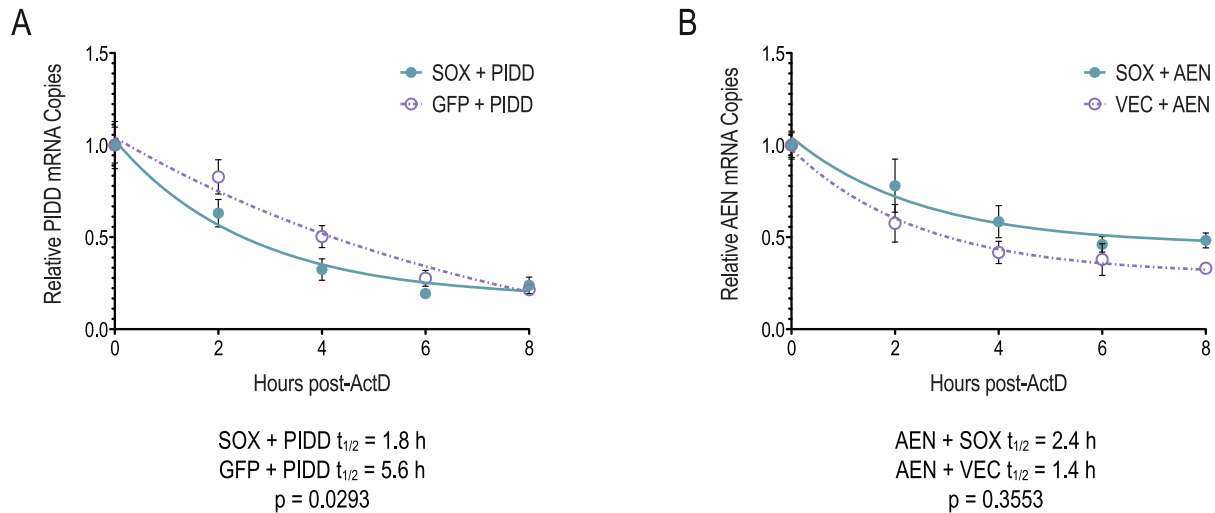 A
1.5
1.0
0.5
0.0
Relative PIDD mRNA Copies
SOX + PIDD
GFP + PIDD
0 2 4 6 8
Hours post-ActD
SOX + PIDD t1/2 = 1.8 h
GFP + PIDD t1/2 = 5.6 h
p = 0.0293
B
1.5
1.0
0.5
0.0
Relative AEN mRNA Copies
SOX + AEN
VEC + AEN
0 2 4 6 8
Hours post-ActD
AEN + SOX t1/2 = 2.4 h
AEN + VEC t1/2 = 1.4 h
p = 0.3553